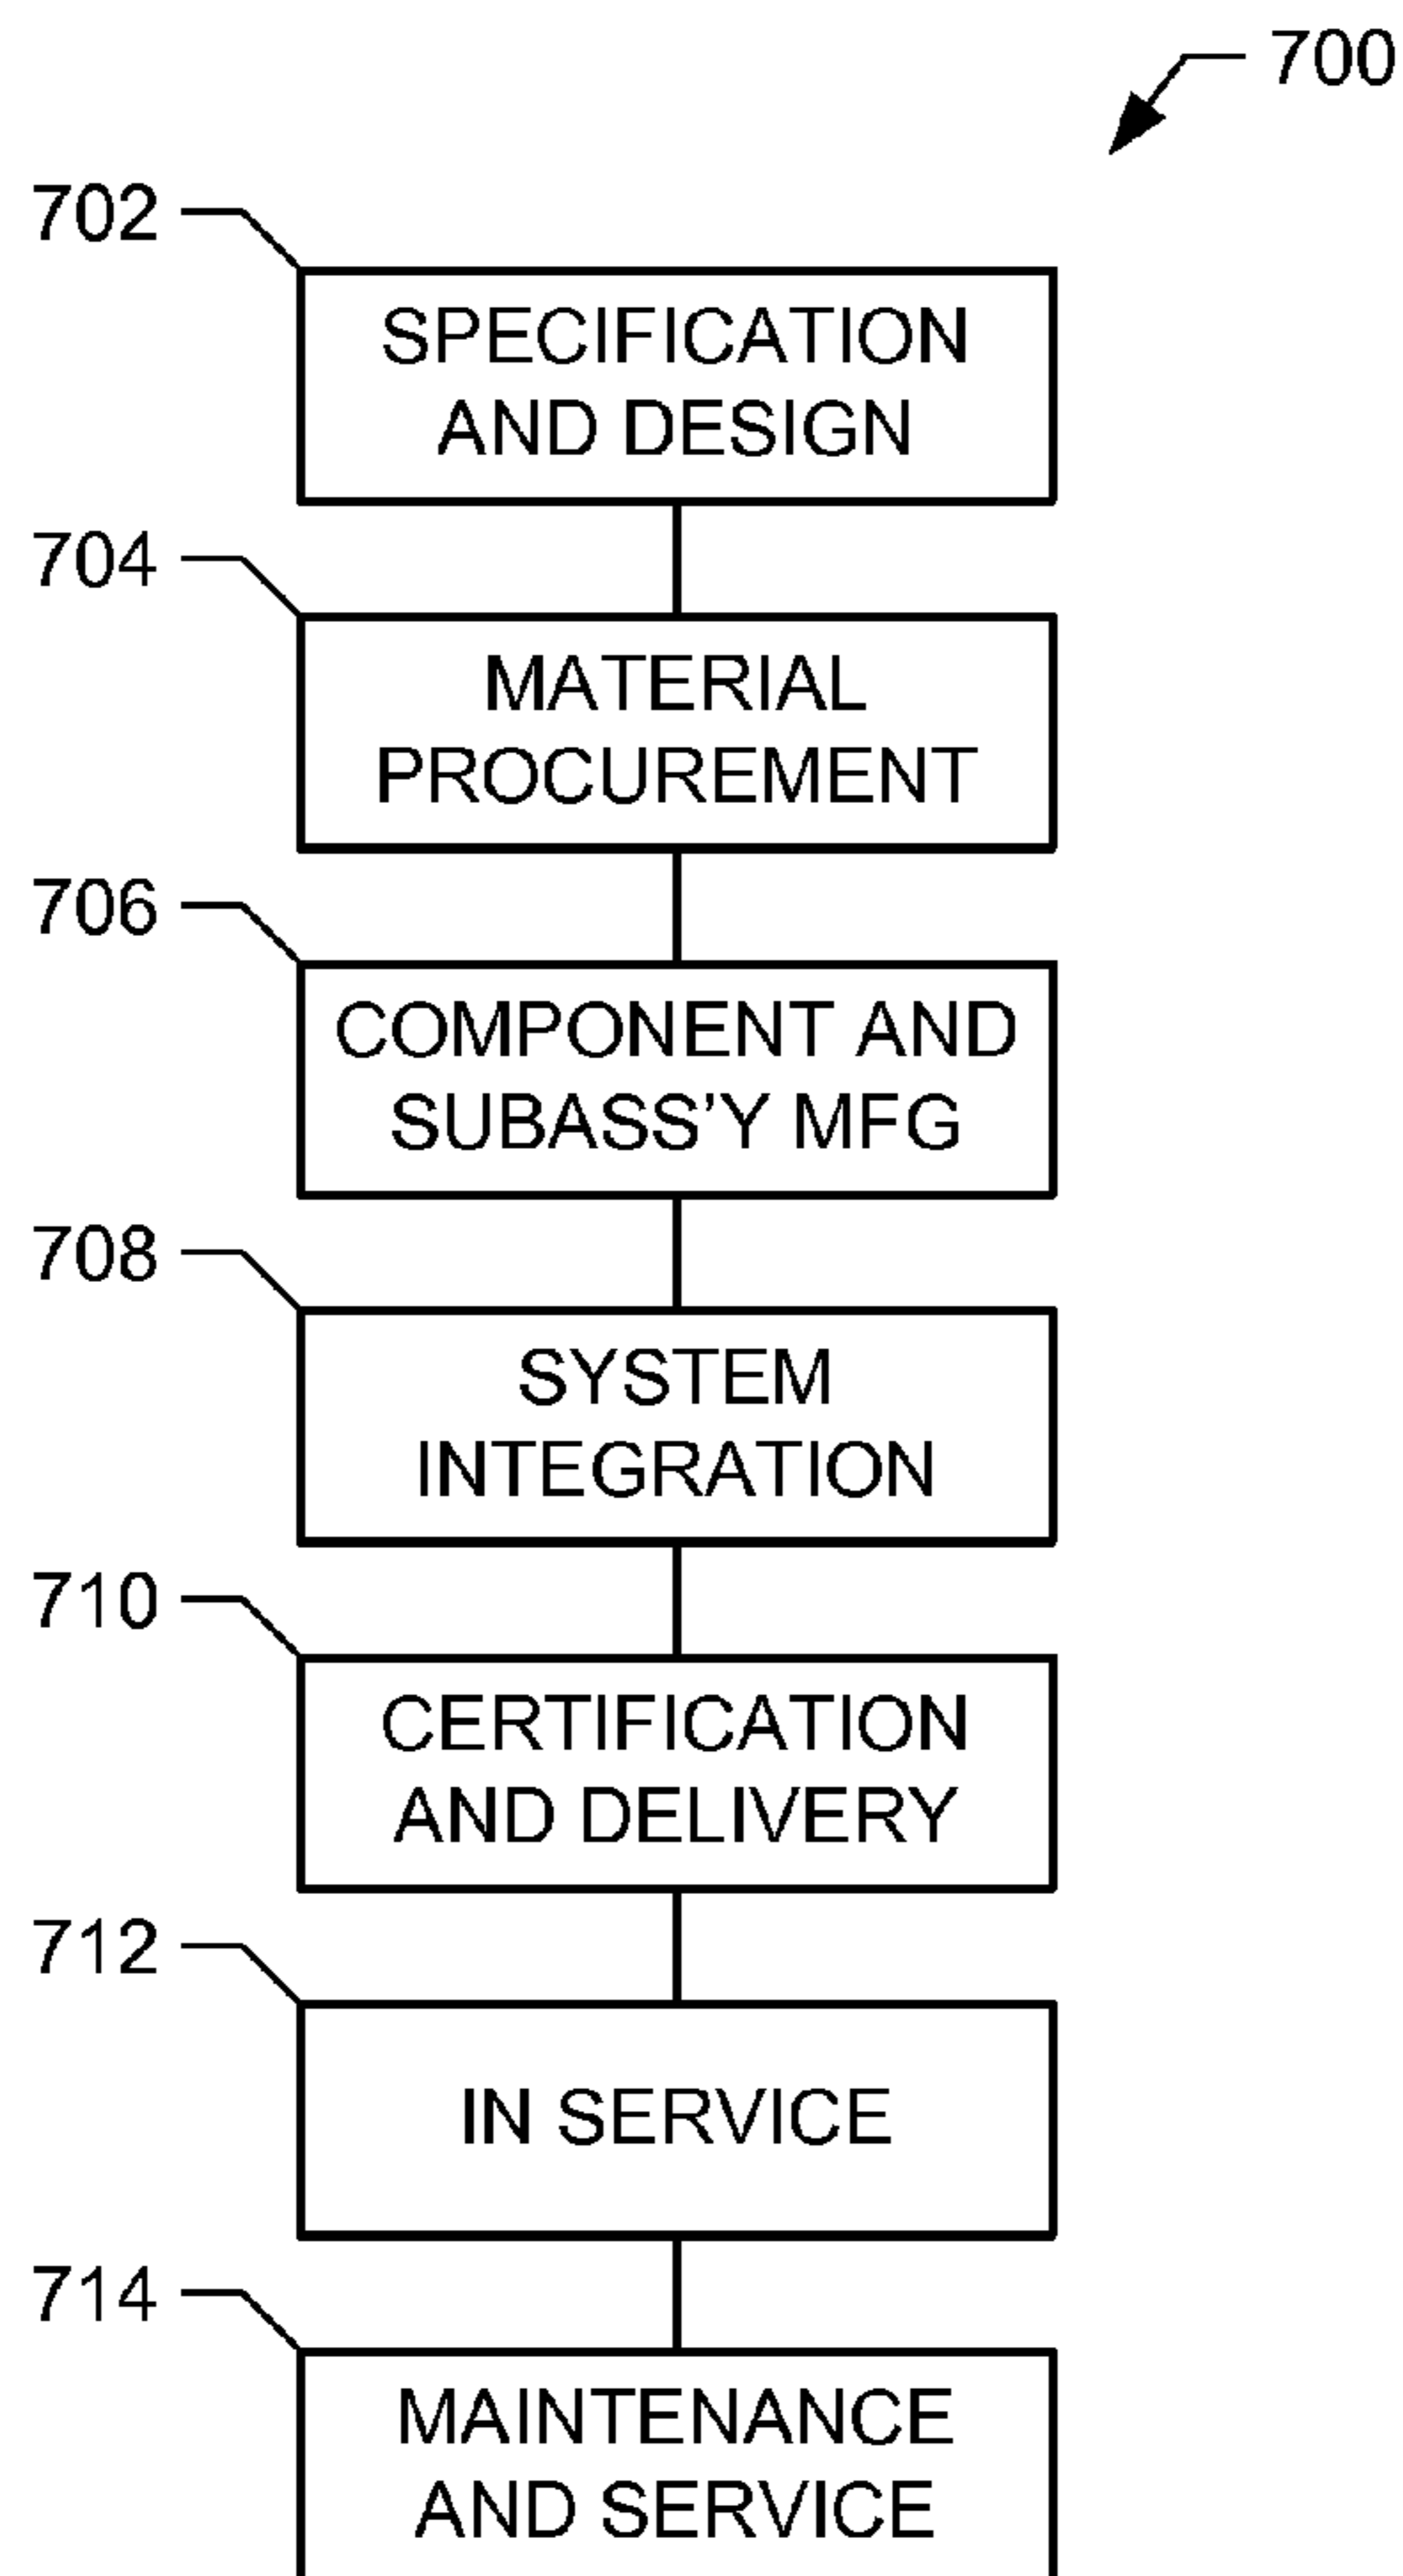 700
702
SPECIFICATION
AND DESIGN
704
MATERIAL
PROCUREMENT
706
COMPONENT AND
SUBASS’Y MFG
708
SYSTEM
INTEGRATION
710
CERTIFICATION
AND DELIVERY
712
IN SERVICE
714
MAINTENANCE
AND SERVICE